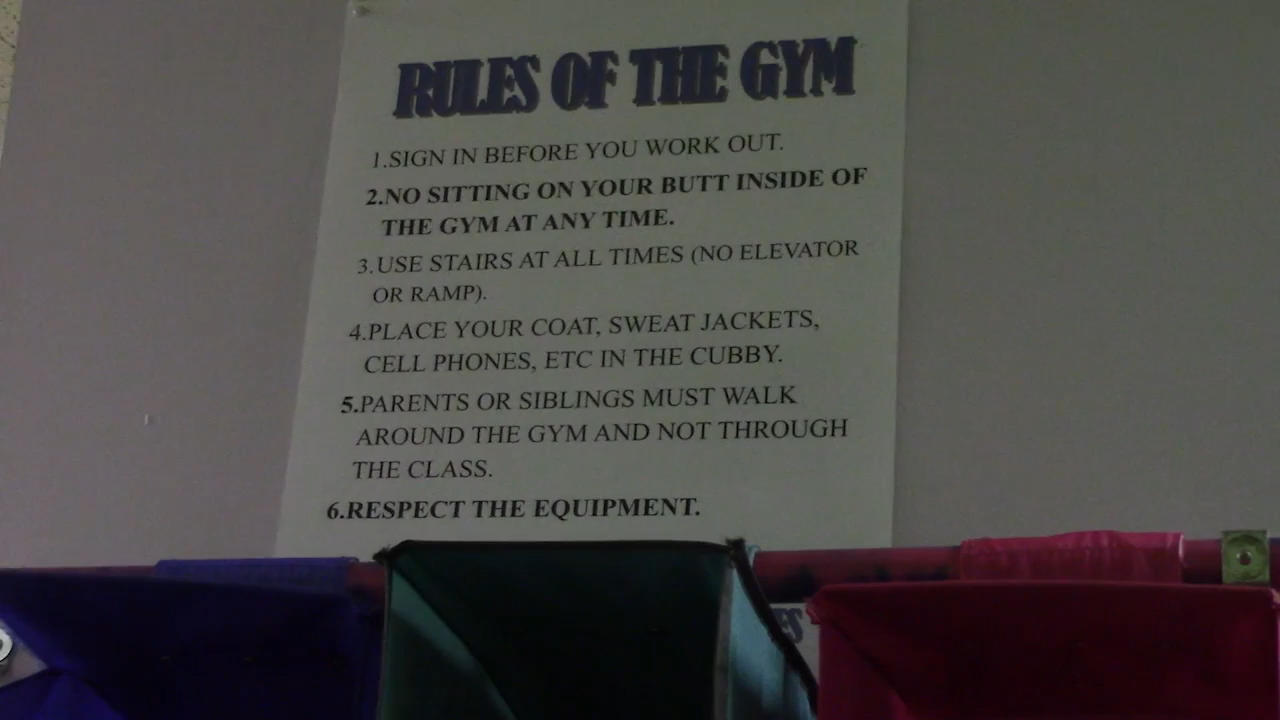 RULES OF THE GYM
1.SIGN IN BEFORE YOU WORK OUT.
2.NO SITTING ON YOUR BUTT INSIDE OF
THE GYM AT ANY TIME.
3.USE STAIRS AT ALL TIMES (NO ELEVATOR
OR RAMP).
4.PLACE YOUR COAT, SWEAT JACKETS,
CELL PHONES, ETC IN THE CUBBY.
5.PARENTS OR SIBLINGS MUST WALK
AROUND THE GYM AND NOT THROUGH
THE CLASS.
6.RESPECT THE EQUIPMENT.